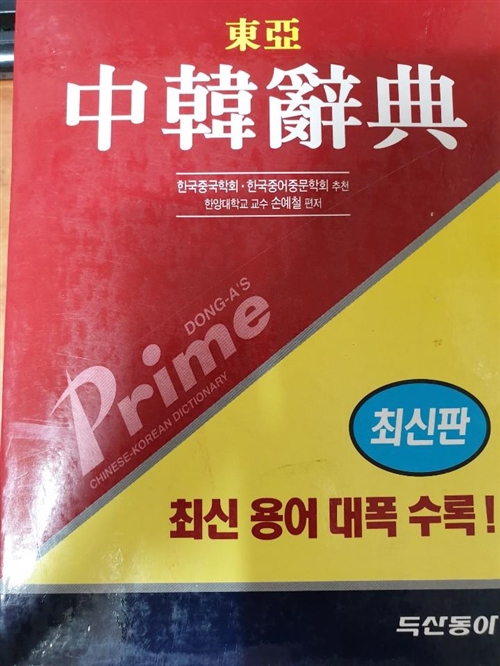 東亞
中韓辭典
한국중국학회 · 한국중어중문학회 추천
한양대학교 교수 손예철 편저
DONG-A'S
Prime
CHINESE-KOREAN DICTIONARY
최신판
최신 용어 대폭 수록!
두산동아